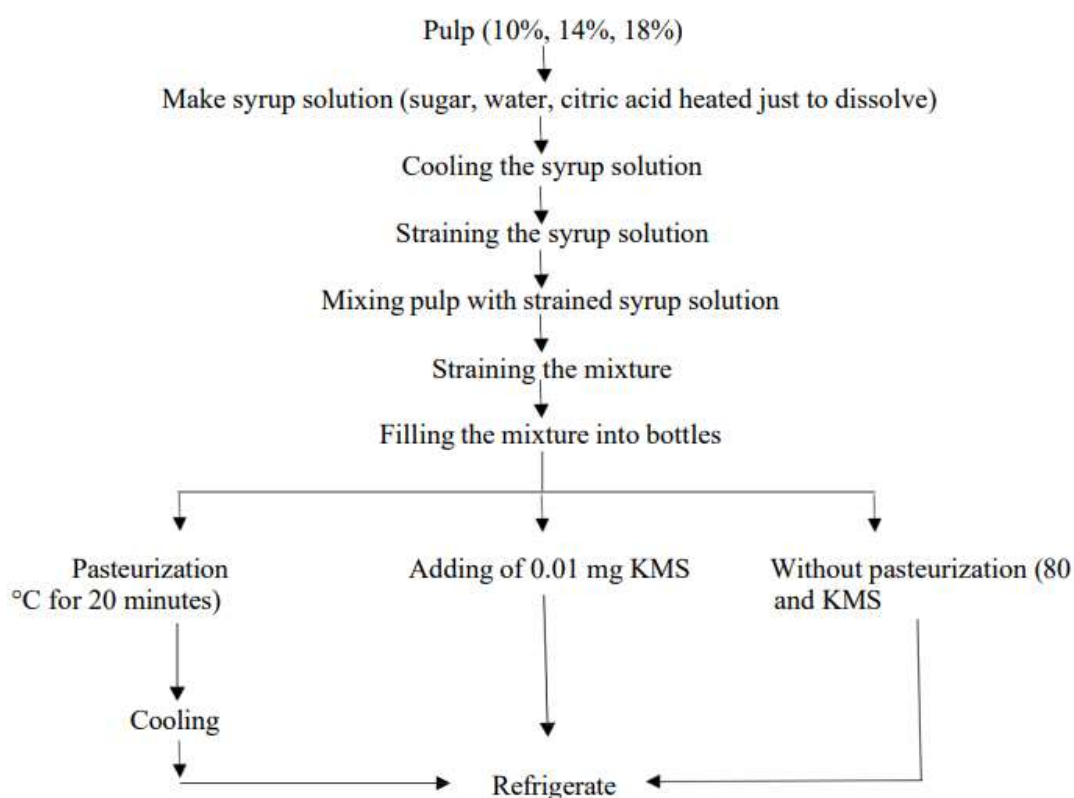 Pulp (10%, 14%, 18%)
Make syrup solution (sugar, water, citric acid heated just to dissolve)
Cooling the syrup solution
Straining the syrup solution
Mixing pulp with strained syrup solution
Straining the mixture
Filling the mixture into bottles
Pasteurization
°C for 20 minutes)
Adding of 0.01 mg KMS
Without pasteurization (80
and KMS
Cooling
Refrigerate